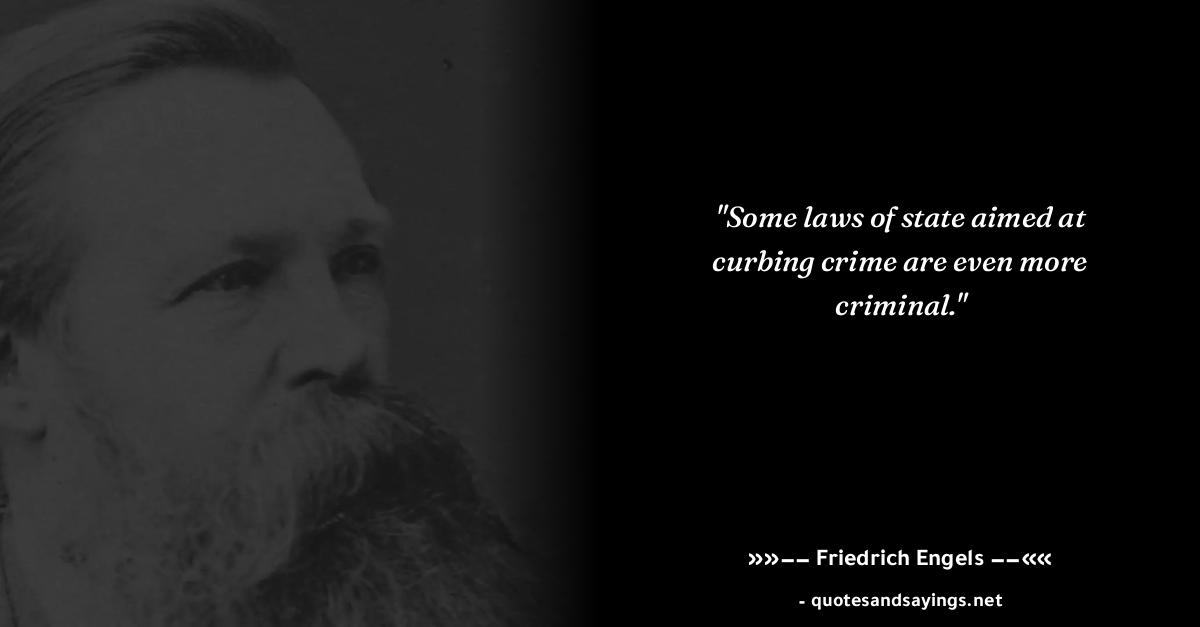 "Some laws of state aimed at
curbing crime are even more
criminal."
»»−− Friedrich Engels −−««
- quotesandsayings.net